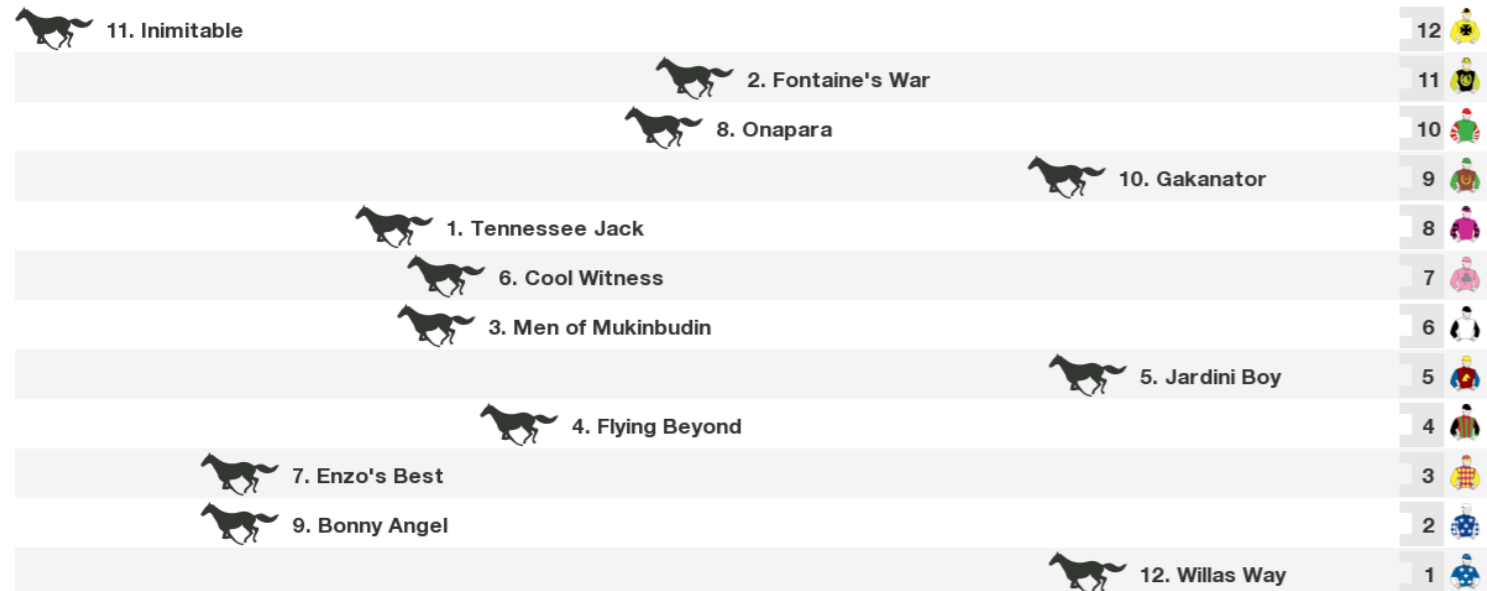 11. Inimitable 12
2. Fontaine's War 11
8. Onapara 10
10. Gakanator 9
1. Tennessee Jack 8
6. Cool Witness 7
3. Men of Mukinbudin 6
5. Jardini Boy 5
4. Flying Beyond 4
7. Enzo's Best 3
9. Bonny Angel 2
12. Willas Way 1